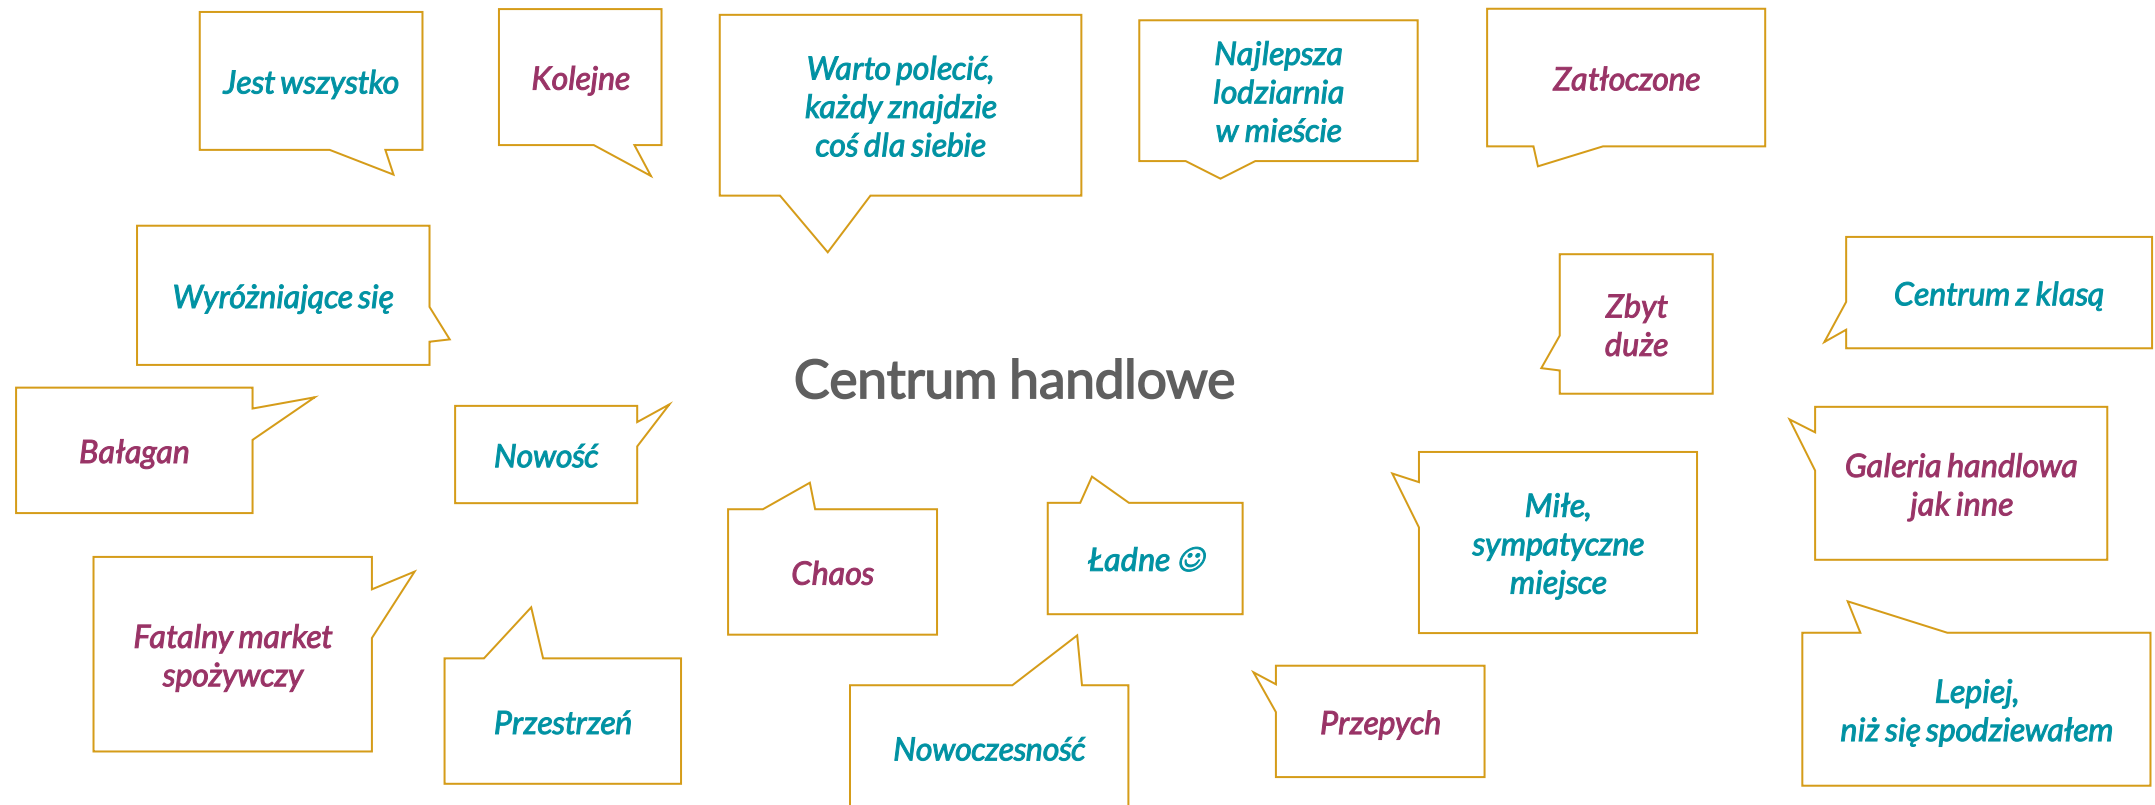 Jest wszystko
Kolejne
Warto polecić,
każdy znajdzie
coś dla siebie
Najlepsza
lodziarnia
w mieście
Zatłoczone
Wyróżniające się
Zbyt
duże
Centrum z klasą
Centrum handlowe
Bałagan
Nowość
Galeria handlowa
jak inne
Miłe,
sympatyczne
miejsce
Chaos
Ładne ☺
Fatalny market
spożywczy
Przestrzeń
Nowoczesność
Przepych
Lepiej,
niż się spodziewałem